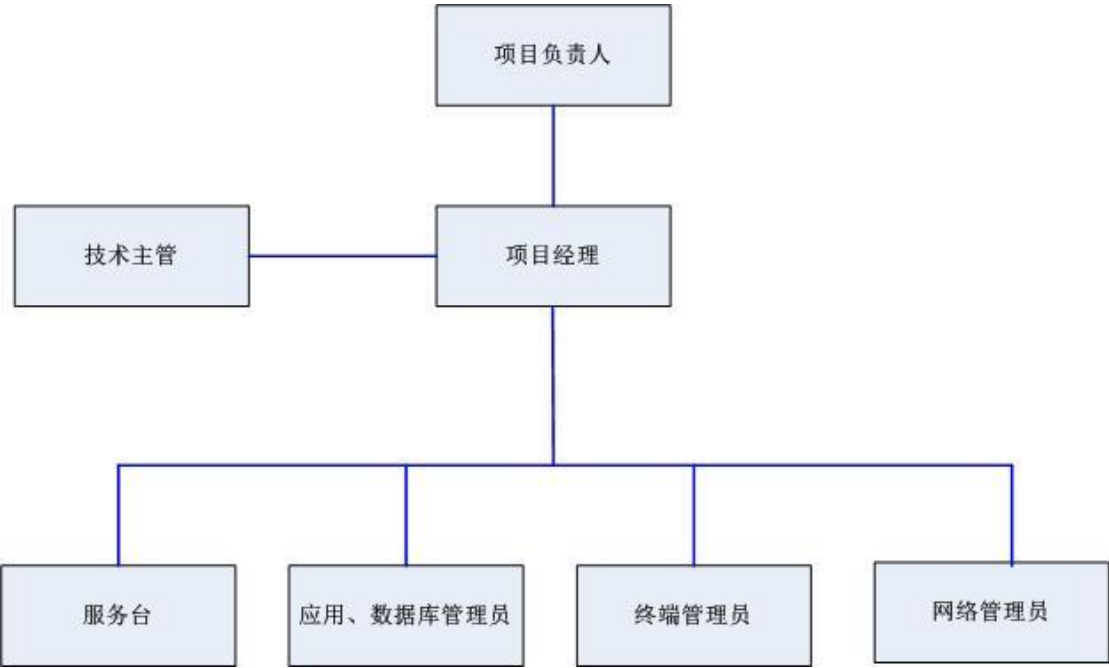 项目负责人
技术主管
项目经理
服务台
应用、数据库管理员
终端管理员
网络管理员